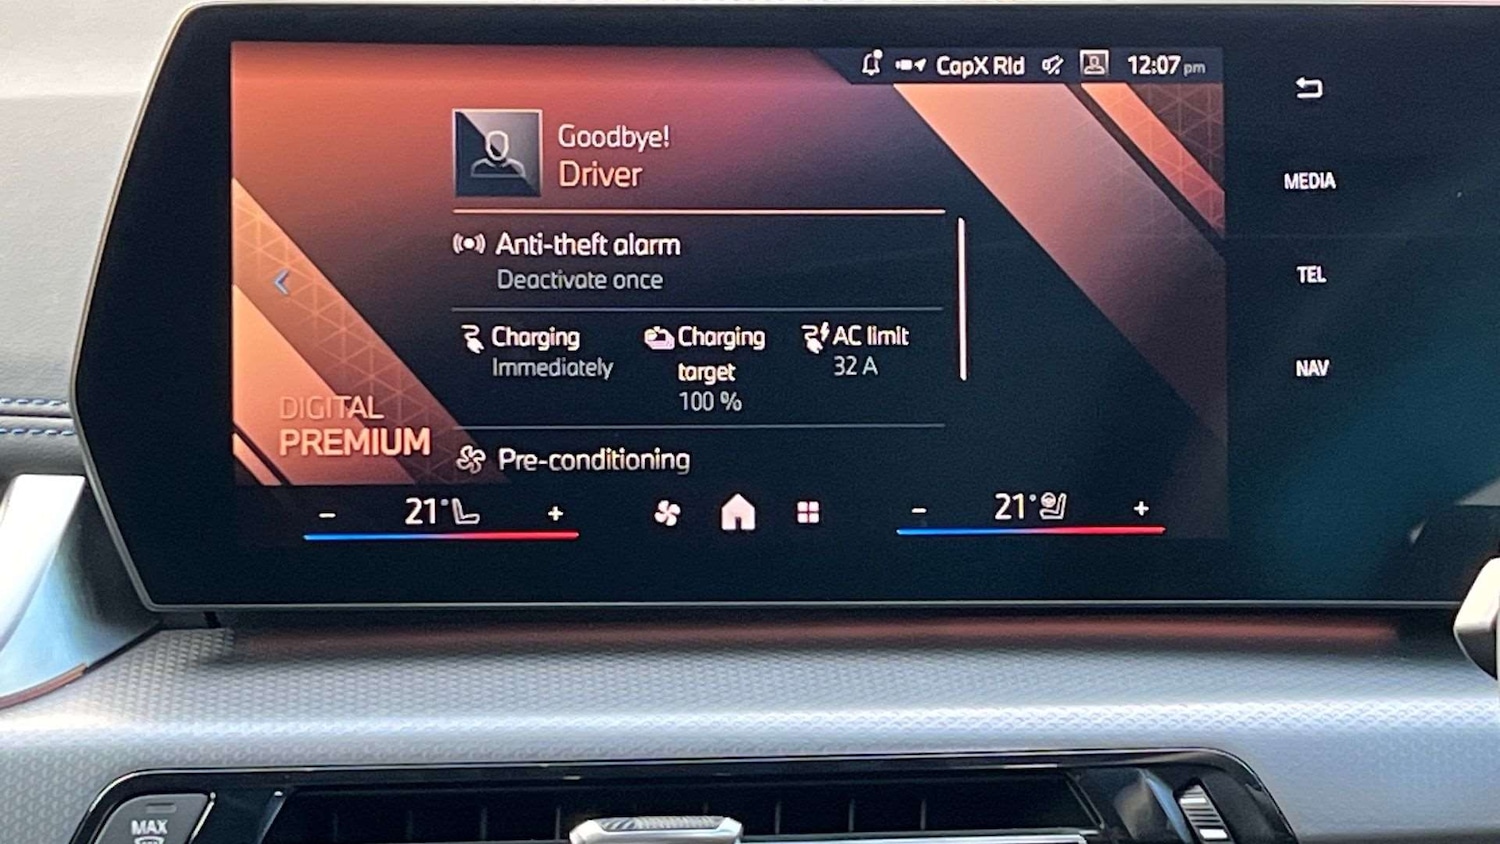 CapX Rld 12:07 pm
Goodbye!
Driver
MEDIA
Anti-theft alarm
Deactivate once
TEL
Charging
Immediately
Charging
target
100 %
AC limit
32 A
NAV
DIGITAL
PREMIUM
Pre-conditioning
− 21° +
− 21° +
MAX